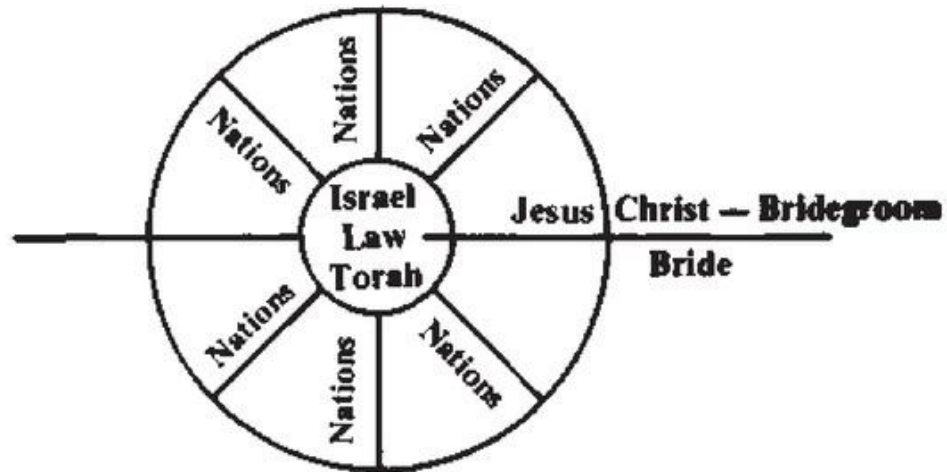 Nations
Nations
Nations
Israel
Law
Torah
Jesus Christ — Bridegroom
Bride
Nations
Nations
Nations